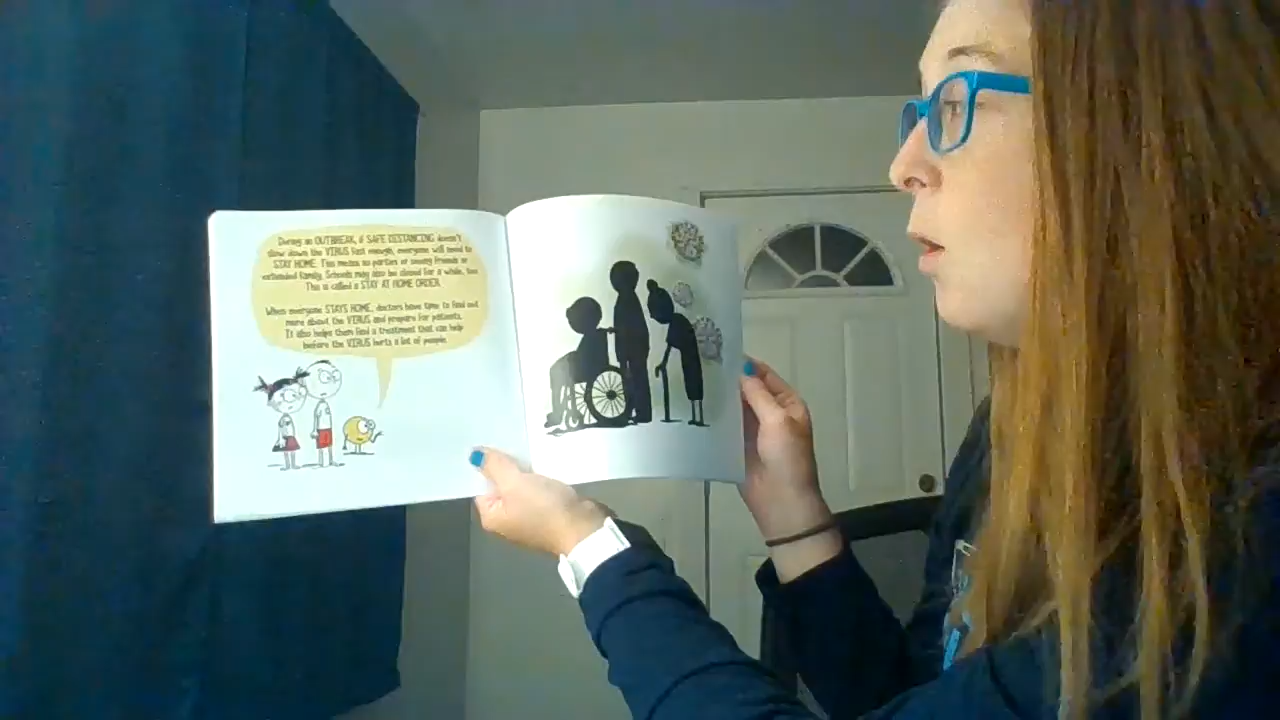 During an OUTBREAK, if SAFE DISTANCING doesn't
slow down the VIRUS fast enough, everyone will need to
STAY HOME. This means no parties or seeing friends or
extended family. Schools may also be closed for a while, too.
This is called a STAY AT HOME ORDER.
When everyone STAYS HOME, doctors have time to find out
more about the VIRUS and prepare for patients.
It also helps them find a treatment that can help
before the VIRUS hurts a lot of people.